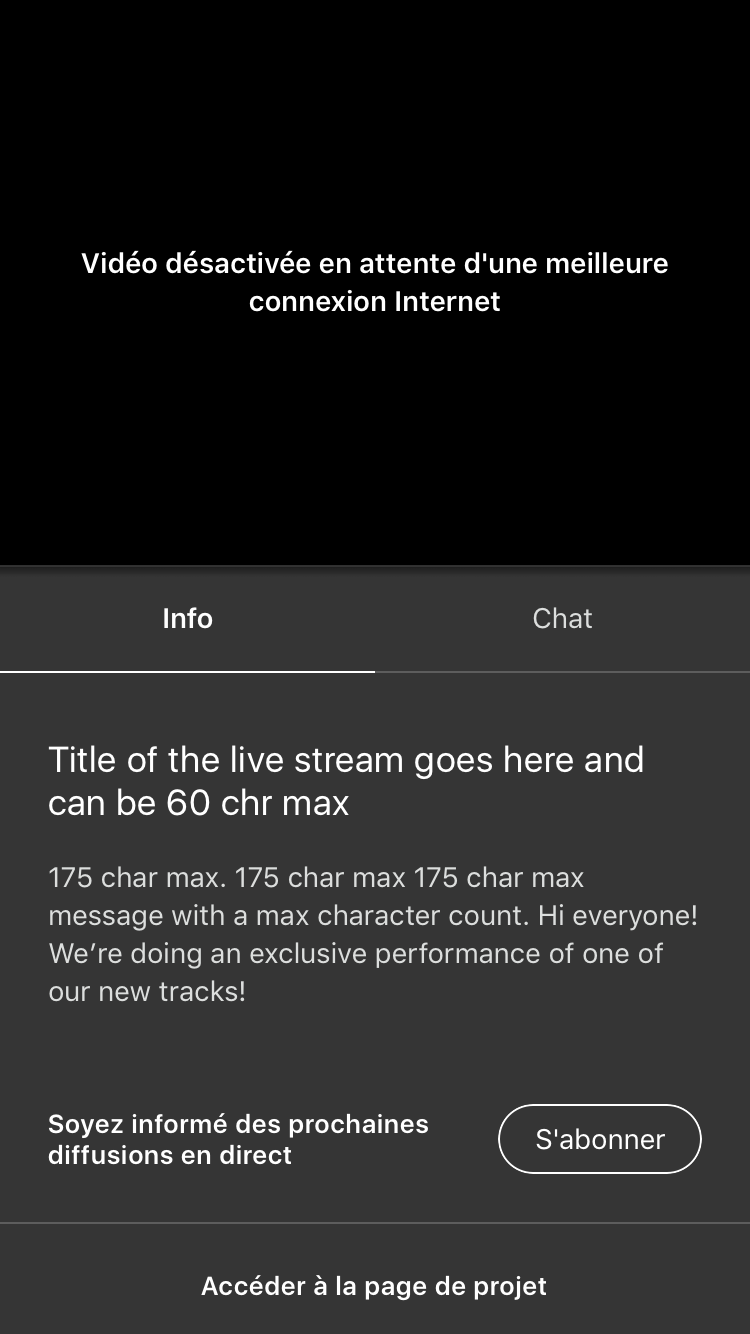 Vidéo désactivée en attente d'une meilleure
connexion Internet
Info
Chat
Title of the live stream goes here and
can be 60 chr max
175 char max. 175 char max 175 char max
message with a max character count. Hi everyone!
We’re doing an exclusive performance of one of
our new tracks!
Soyez informé des prochaines
diffusions en direct
S'abonner
Accéder à la page de projet